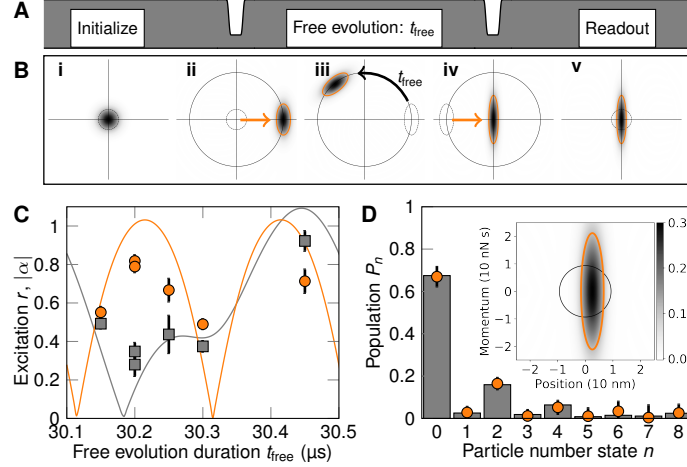 A
Initialize
Free evolution: t_free
Readout
B
i
ii
iii
iv
v
t_free
C
Excitation r, |α|
1
0.8
0.6
0.4
0.2
0
30.1
30.2
30.3
30.4
30.5
Free evolution duration t_free (μs)
D
Population P_n
1
0.8
0.6
0.4
0.2
0
0
1
2
3
4
5
6
7
8
Particle number state n
Momentum (10 nN s)
2
1
0
−1
−2
−2
−1
0
1
2
Position (10 nm)
0.3
0.1
0.0